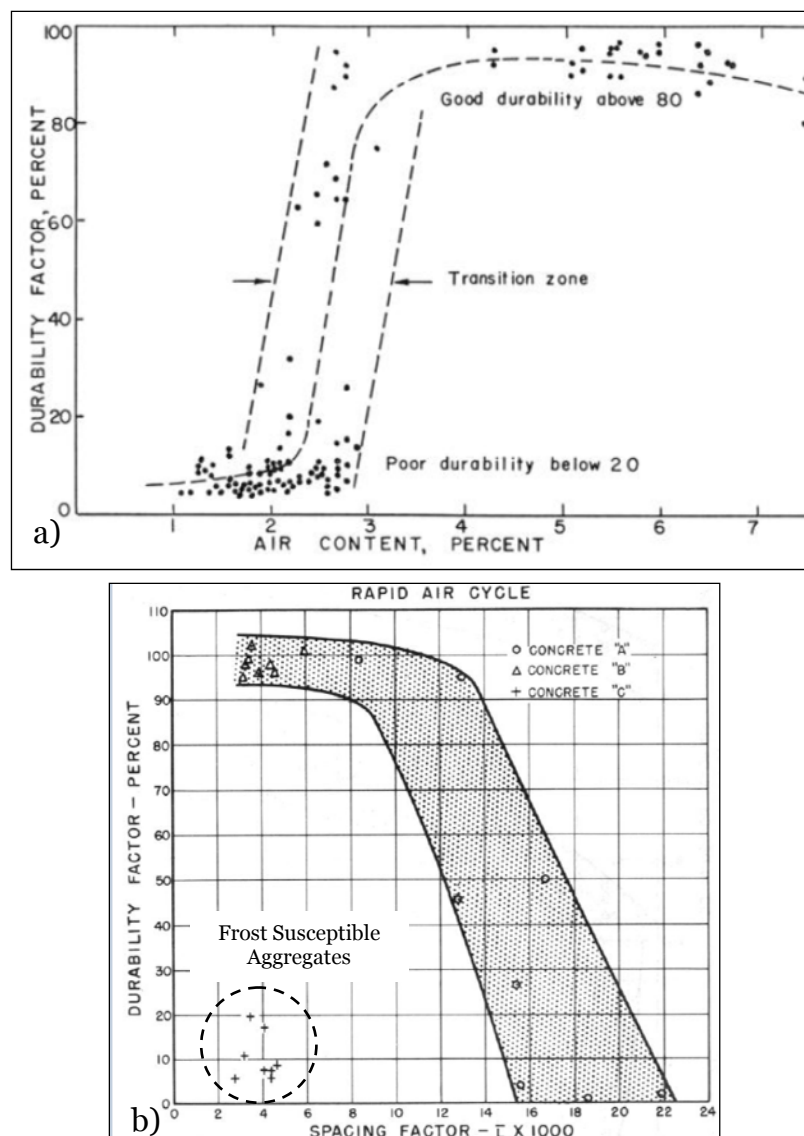 100
80
60
40
20
0
DURABILITY FACTOR, PERCENT
Good durability above 80
Transition zone
Poor durability below 20
1 2 3 4 5 6 7
AIR CONTENT, PERCENT
a)
RAPID AIR CYCLE
110
100
90
80
70
60
50
40
30
20
10
0
DURABILITY FACTOR – PERCENT
CONCRETE "A"
CONCRETE "B"
CONCRETE "C"
Frost Susceptible
Aggregates
0 2 4 6 8 10 12 14 16 18 20 22 24
SPACING FACTOR – L̅ X 1000
b)